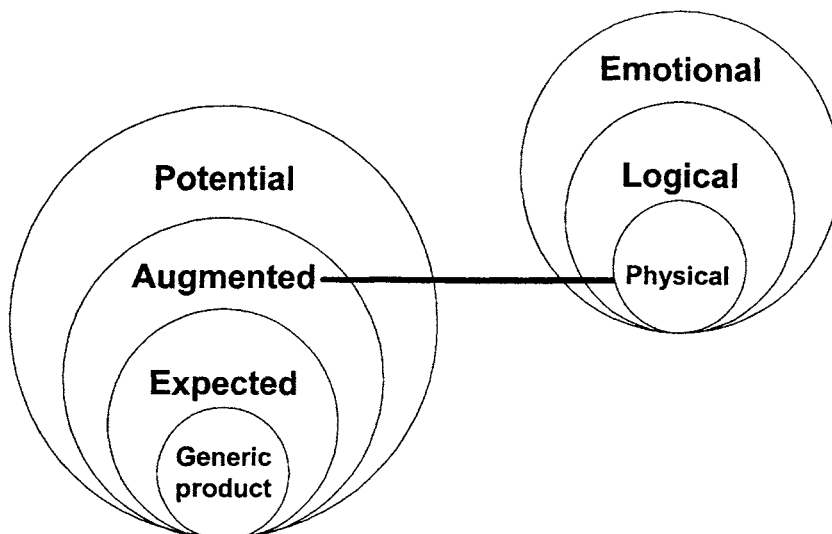 Emotional
Potential
Logical
Augmented
Physical
Expected
Generic
product